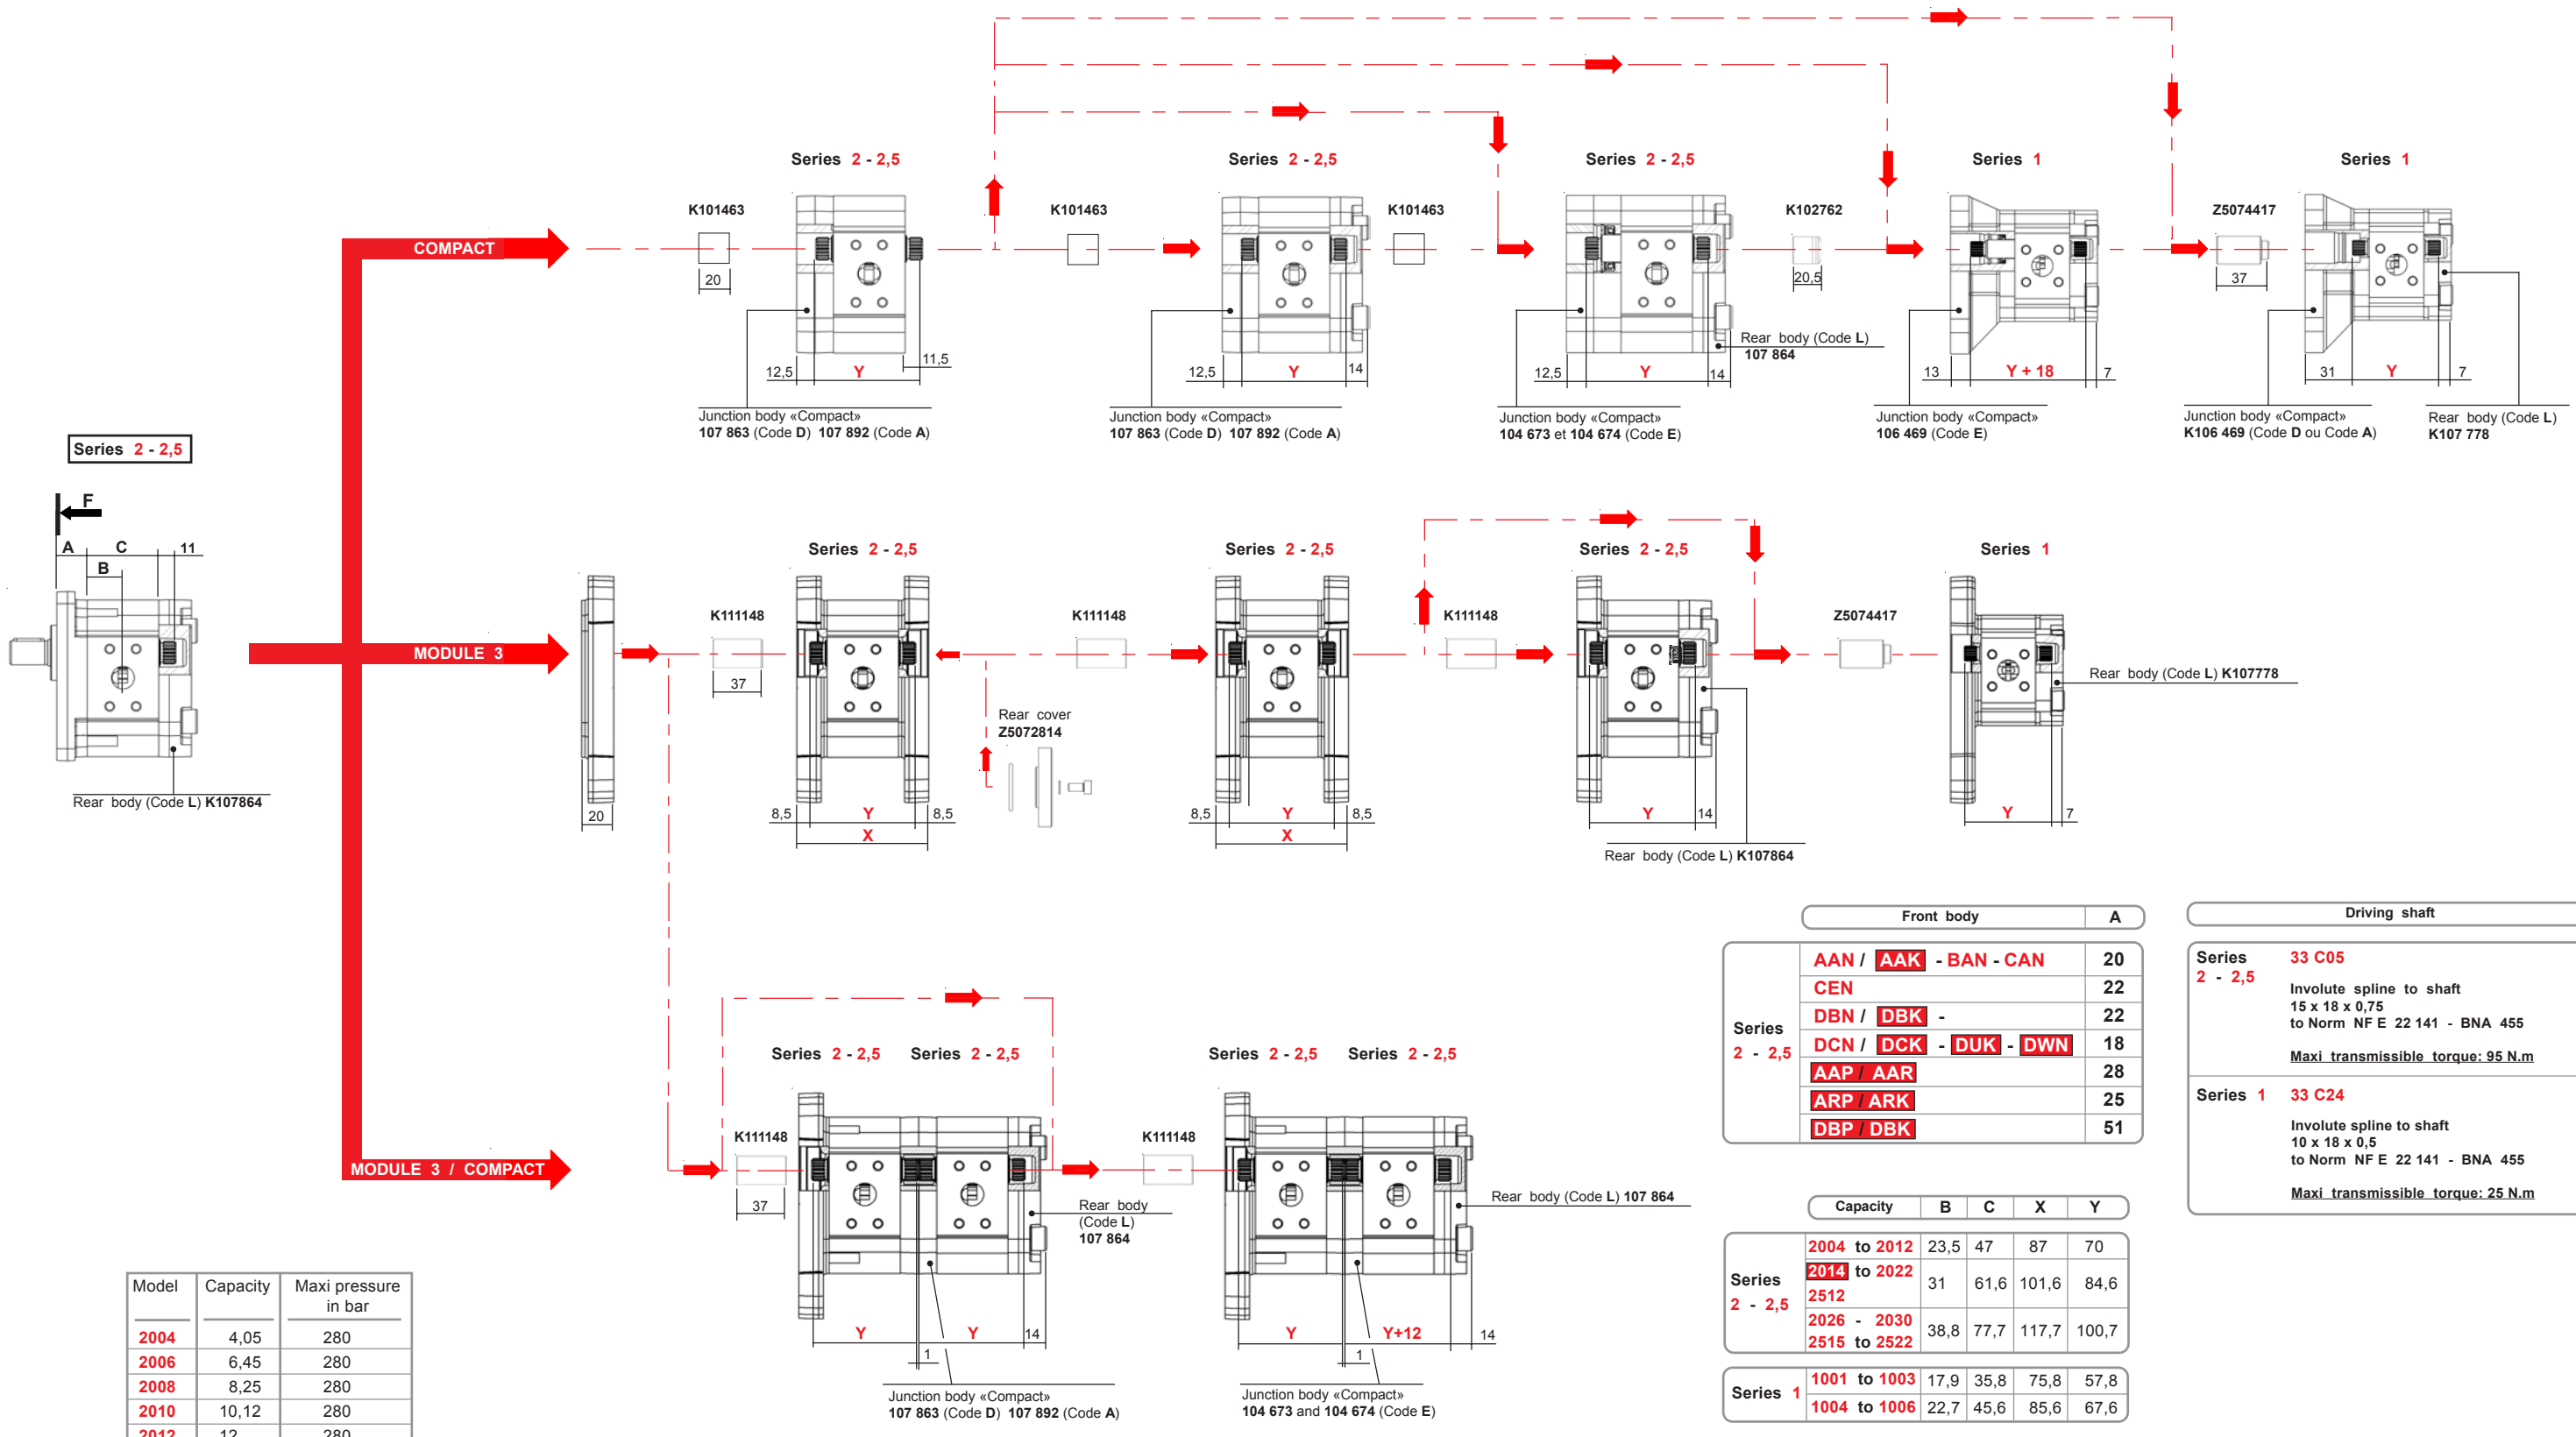 Series 2 - 2,5
Series 2 - 2,5
Series 2 - 2,5
Series 1
Series 1
K101463
K101463
K101463
K102762
Z5074417
COMPACT
20
20,5
37
Rear body (Code L)
107 864
12,5
Y
11,5
12,5
Y
14
12,5
Y
14
13
Y + 18
7
31
Y
7
Junction body «Compact»
107 863 (Code D) 107 892 (Code A)
Junction body «Compact»
107 863 (Code D) 107 892 (Code A)
Junction body «Compact»
104 673 et 104 674 (Code E)
Junction body «Compact»
106 469 (Code E)
Junction body «Compact»
K106 469 (Code D ou Code A)
Rear body (Code L)
K107 778
Series 2 - 2,5
F
A
C
11
B
Rear body (Code L) K107864
Series 2 - 2,5
Series 2 - 2,5
Series 2 - 2,5
Series 1
K111148
K111148
K111148
Z5074417
MODULE 3
37
Rear body (Code L) K107778
Rear cover
Z5072814
20
8,5
Y
8,5
X
8,5
Y
8,5
X
Y
14
Y
7
Rear body (Code L) K107864
Series 2 - 2,5
Series 2 - 2,5
Series 2 - 2,5
Series 2 - 2,5
K111148
K111148
MODULE 3 / COMPACT
37
Rear body
(Code L)
107 864
Rear body (Code L) 107 864
Y
Y
14
1
Y
Y+12
14
1
Junction body «Compact»
107 863 (Code D) 107 892 (Code A)
Junction body «Compact»
104 673 and 104 674 (Code E)
Front body A
Series
2 - 2,5
AAN / AAK - BAN - CAN 20
CEN 22
DBN / DBK - 22
DCN / DCK - DUK - DWN 18
AAP / AAR 28
ARP / ARK 25
DBP / DBK 51
Driving shaft
Series 33 C05
2 - 2,5
Involute spline to shaft
15 x 18 x 0,75
to Norm NF E 22 141 - BNA 455
Maxi transmissible torque: 95 N.m
Series 1 33 C24
Involute spline to shaft
10 x 18 x 0,5
to Norm NF E 22 141 - BNA 455
Maxi transmissible torque: 25 N.m
Capacity B C X Y
Series
2 - 2,5
2004 to 2012 23,5 47 87 70
2014 to 2022
2512
31 61,6 101,6 84,6
2026 - 2030
2515 to 2522
38,8 77,7 117,7 100,7
Series 1
1001 to 1003 17,9 35,8 75,8 57,8
1004 to 1006 22,7 45,6 85,6 67,6
Model Capacity Maxi pressure
in bar
2004 4,05 280
2006 6,45 280
2008 8,25 280
2010 10,12 280
2012 12 280